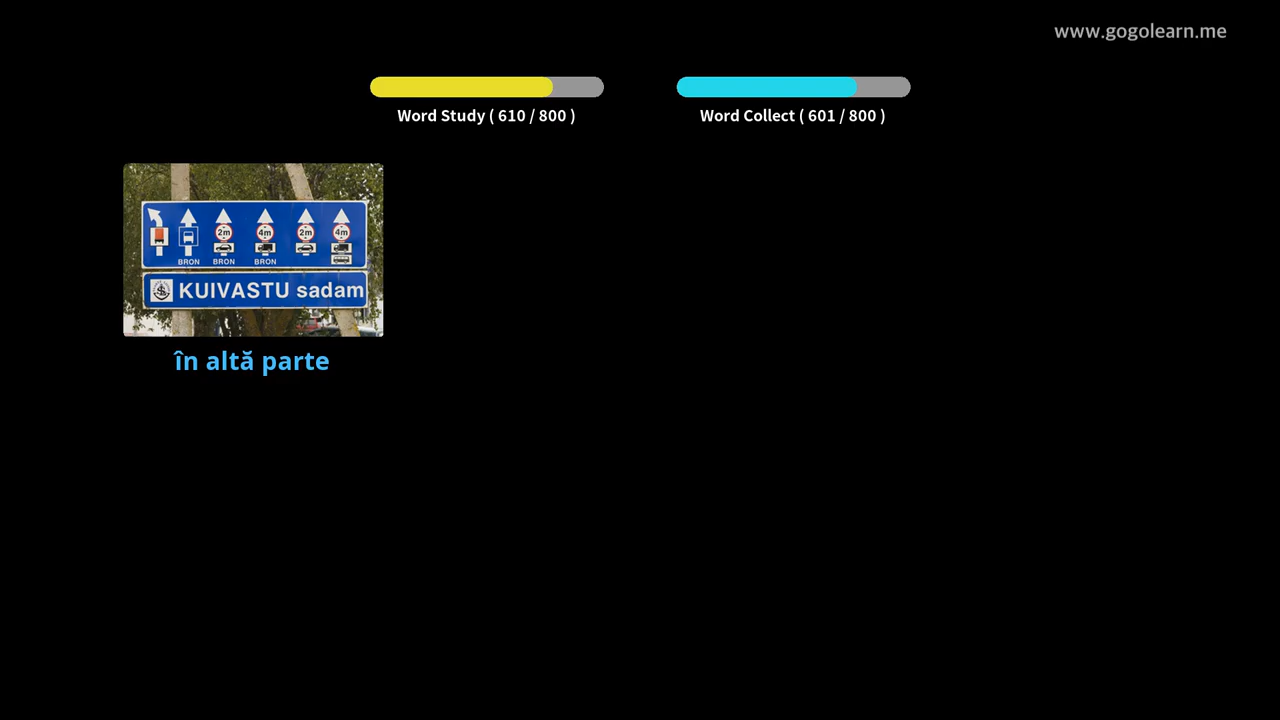 www.gogolearn.me
Word Study ( 610 / 800 )
Word Collect ( 601 / 800 )
2m 4m 2m 4m
BRON BRON BRON
KUIVASTU sadam
în altă parte